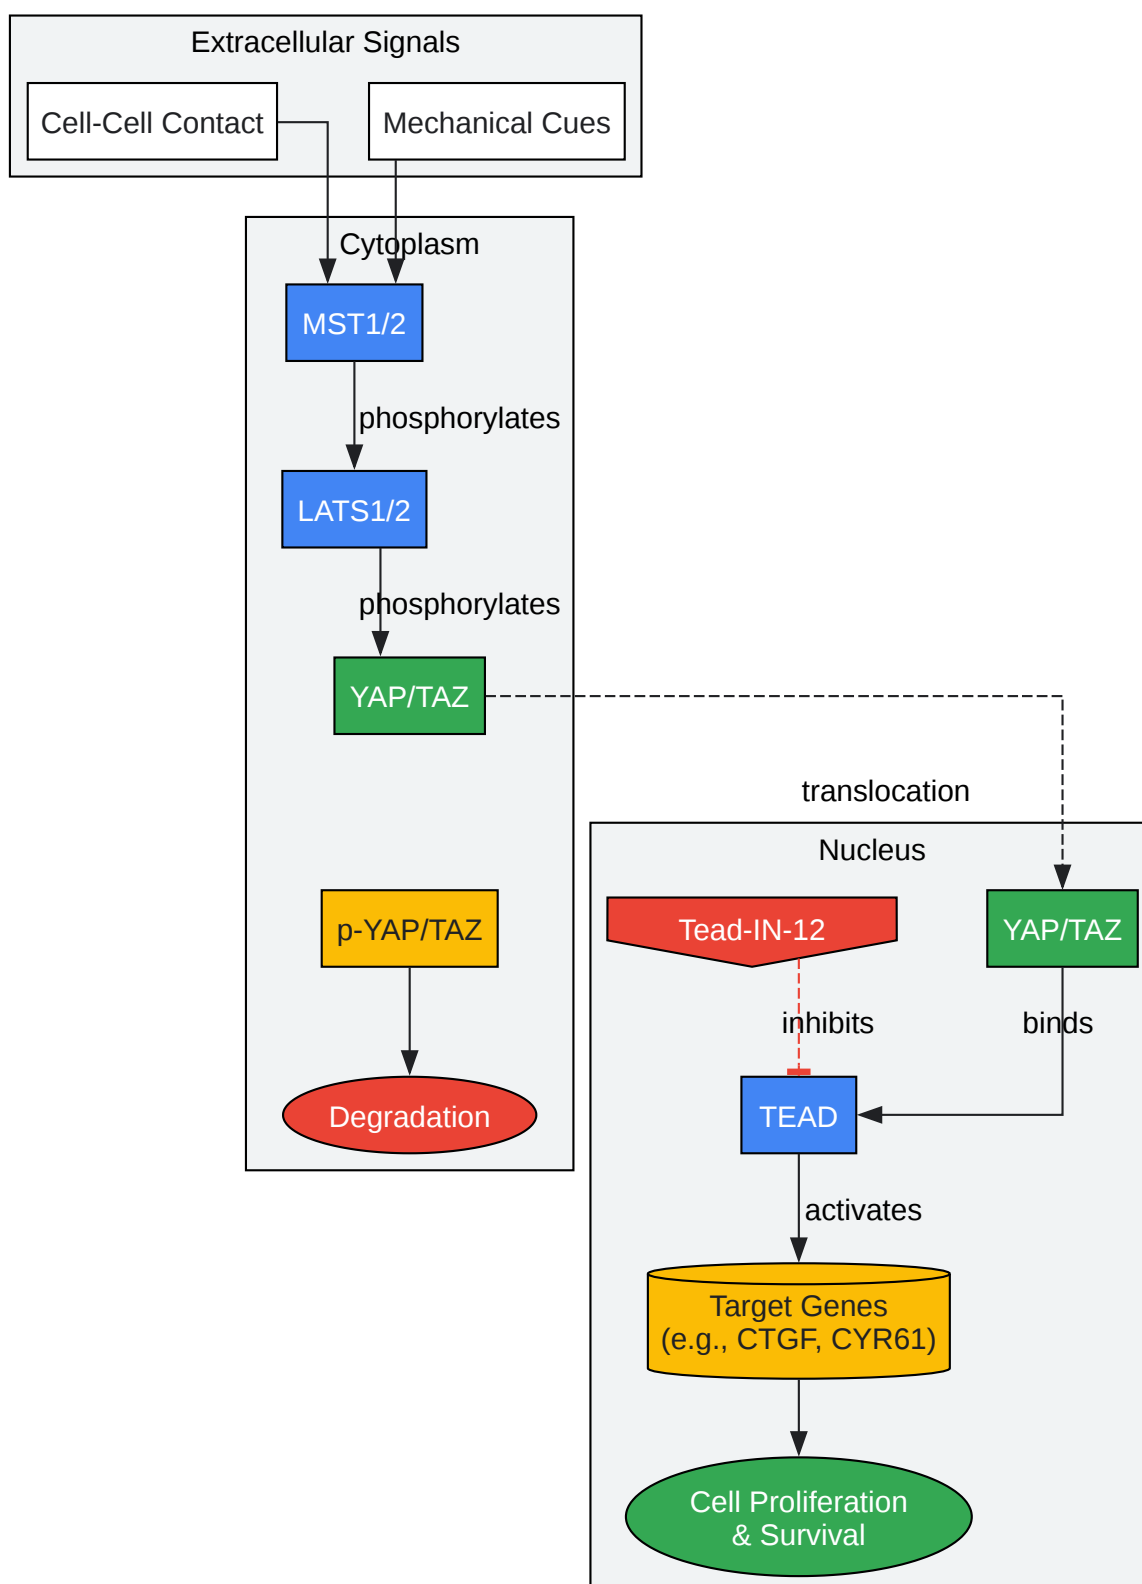 Extracellular Signals
Cell-Cell Contact
Mechanical Cues
Cytoplasm
MST1/2
phosphorylates
LATS1/2
phosphorylates
YAP/TAZ
translocation
Nucleus
p-YAP/TAZ
Tead-IN-12
YAP/TAZ
inhibits
binds
Degradation
TEAD
activates
Target Genes
(e.g., CTGF, CYR61)
Cell Proliferation
& Survival